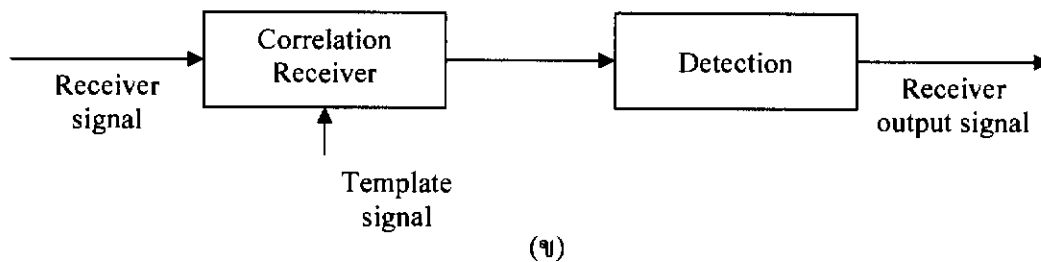 Correlation
Receiver
Detection
Receiver
signal
Receiver
output signal
Template
signal
(ข)